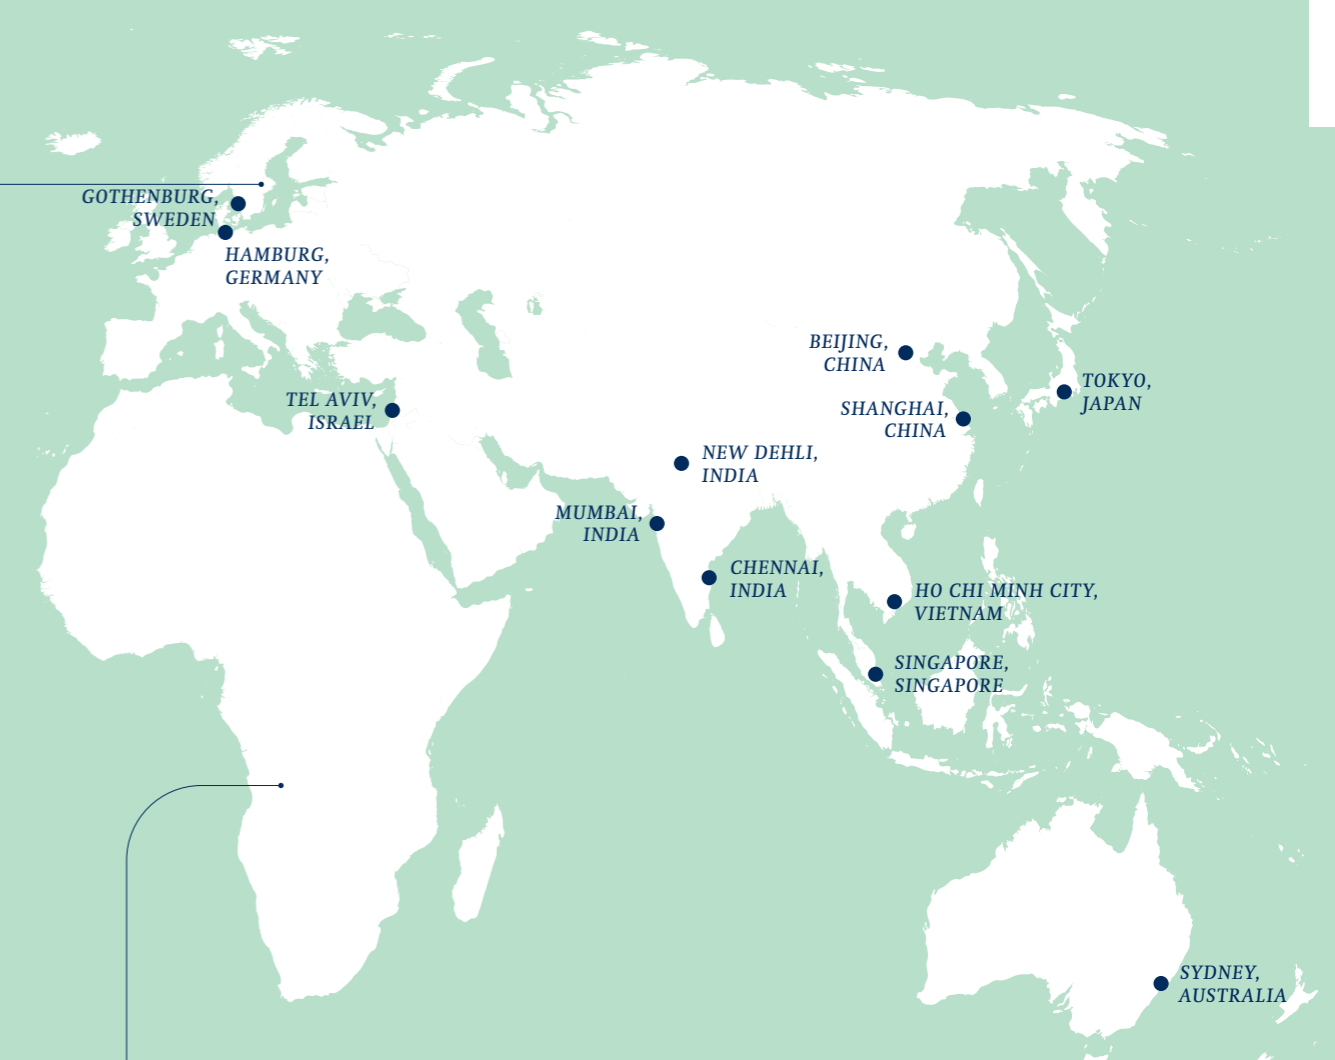 GOTHENBURG,
SWEDEN
HAMBURG,
GERMANY
BEIJING,
CHINA
TOKYO,
JAPAN
TEL AVIV,
ISRAEL
SHANGHAI,
CHINA
NEW DEHLI,
INDIA
MUMBAI,
INDIA
CHENNAI,
INDIA
HO CHI MINH CITY,
VIETNAM
SINGAPORE,
SINGAPORE
SYDNEY,
AUSTRALIA